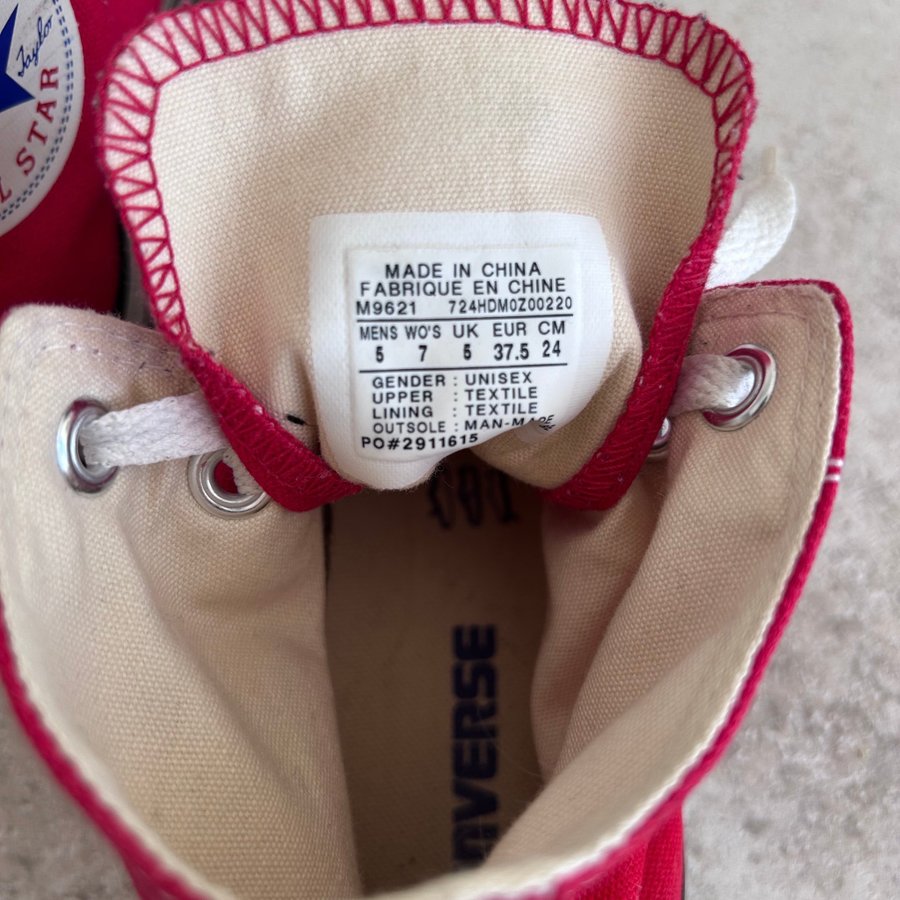 Taylor
STAR
MADE IN CHINA
FABRIQUE EN CHINE
M9621 724HDM0Z00220
MENS WO'S UK EUR CM
5 7 5 37.5 24
GENDER : UNISEX
UPPER : TEXTILE
LINING : TEXTILE
OUTSOLE : MAN-MADE
PO#2911615
NVERSE